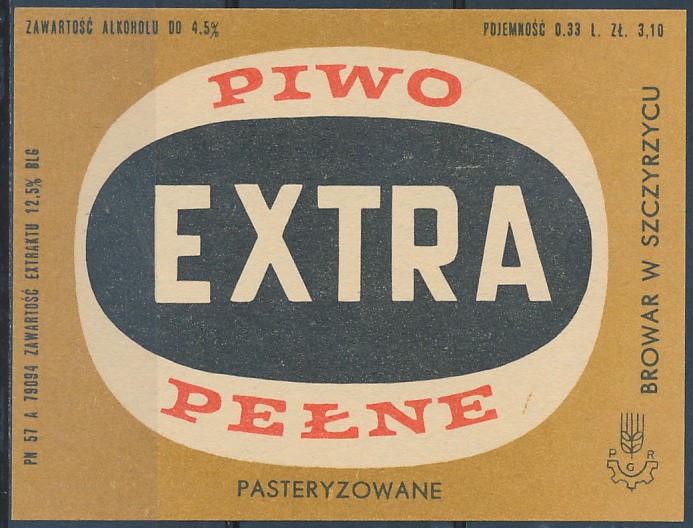 ZAWARTOŚĆ ALKOHOLU DO 4.5%
POJEMNOŚĆ 0.33 L. ZŁ. 3,10
PIWO
EXTRA
PEŁNE
PASTERYZOWANE
PN 57 A 79094 ZAWARTOŚĆ EXTRAKTU 12.5% BLG
BROWAR W SZCZYRZYCU
P G R